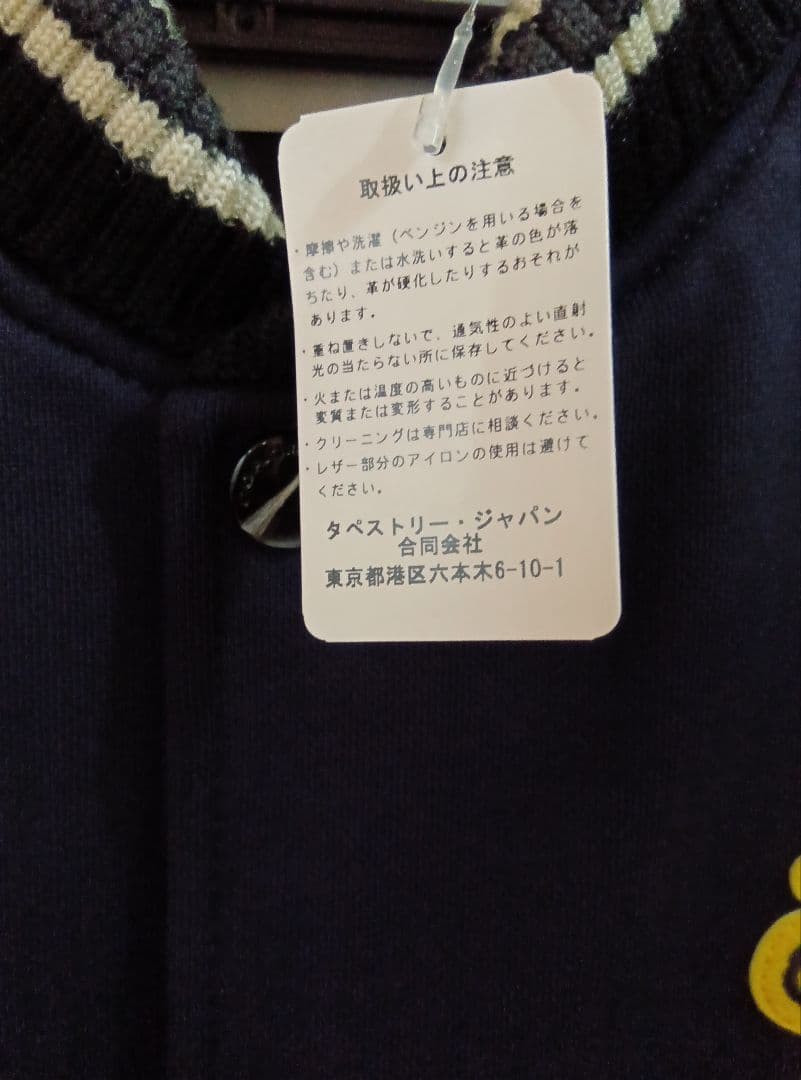 取扱い上の注意
・摩擦や洗濯（ベンジンを用いる場合を
含む）または水洗いすると革の色が落
ちたり、革が硬化したりするおそれが
あります。
・重ね置きしないで、通気性のよい直射
光の当たらない所に保存してください。
・火または温度の高いものに近づけると
変質または変形することがあります。
・クリーニングは専門店に相談ください。
・レザー部分のアイロンの使用は避けて
ください。
タペストリー・ジャパン
合同会社
東京都港区六本木6-10-1